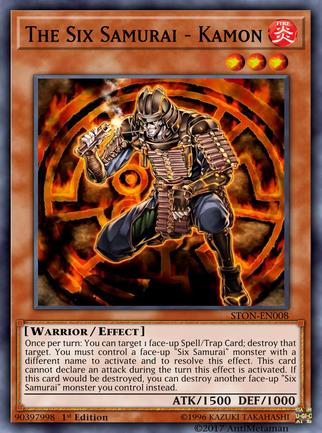 The Six Samurai - Kamon
FIRE
炎
STON-EN008
[Warrior / Effect]
Once per turn: You can target 1 face-up Spell/Trap Card; destroy
that target. You must control a face-up "Six Samurai" monster with
a different name to activate and to resolve this effect. This card
cannot declare an attack during the turn this effect is activated. If
this card would be destroyed, you can destroy another face-up "Six
Samurai" monster you control instead.
ATK/1500 DEF/1000
90397998 1st Edition ©1996 KAZUKI TAKAHASHI
©2017 AntiMetaman